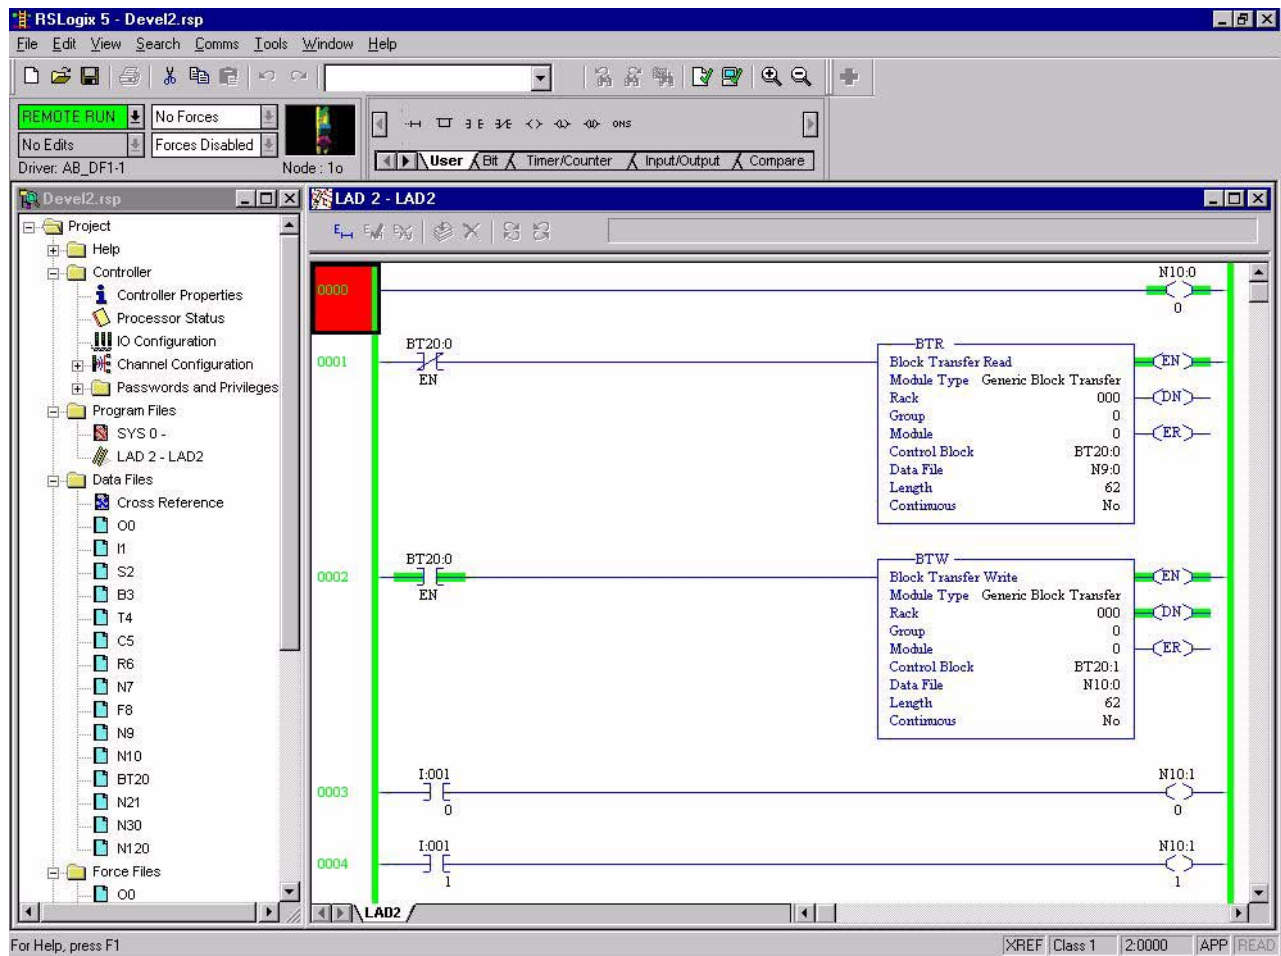 RSLogix 5 - Devel2.rsp
File Edit View Search Comms Tools Window Help
REMOTE RUN No Forces
No Edits Forces Disabled
Driver: AB_DF1-1 Node : 1o
ONS
User Bit Timer/Counter Input/Output Compare
Devel2.rsp
Project
Help
Controller
Controller Properties
Processor Status
IO Configuration
Channel Configuration
Passwords and Privileges
Program Files
SYS 0 -
LAD 2 - LAD2
Data Files
Cross Reference
O0
I1
S2
B3
T4
C5
R6
N7
F8
N9
N10
BT20
N21
N30
N120
Force Files
O0
LAD 2 - LAD2
N10:0
0000
0
BT20:0
0001
EN
BTR
Block Transfer Read
Module Type Generic Block Transfer
Rack 000
Group 0
Module 0
Control Block BT20:0
Data File N9:0
Length 62
Continuous No
EN
DN
ER
BT20:0
0002
EN
BTW
Block Transfer Write
Module Type Generic Block Transfer
Rack 000
Group 0
Module 0
Control Block BT20:1
Data File N10:0
Length 62
Continuous No
EN
DN
ER
I:001 N10:1
0003
0 0
I:001 N10:1
0004
1 1
LAD2
For Help, press F1 XREF Class 1 2:0000 APP READ